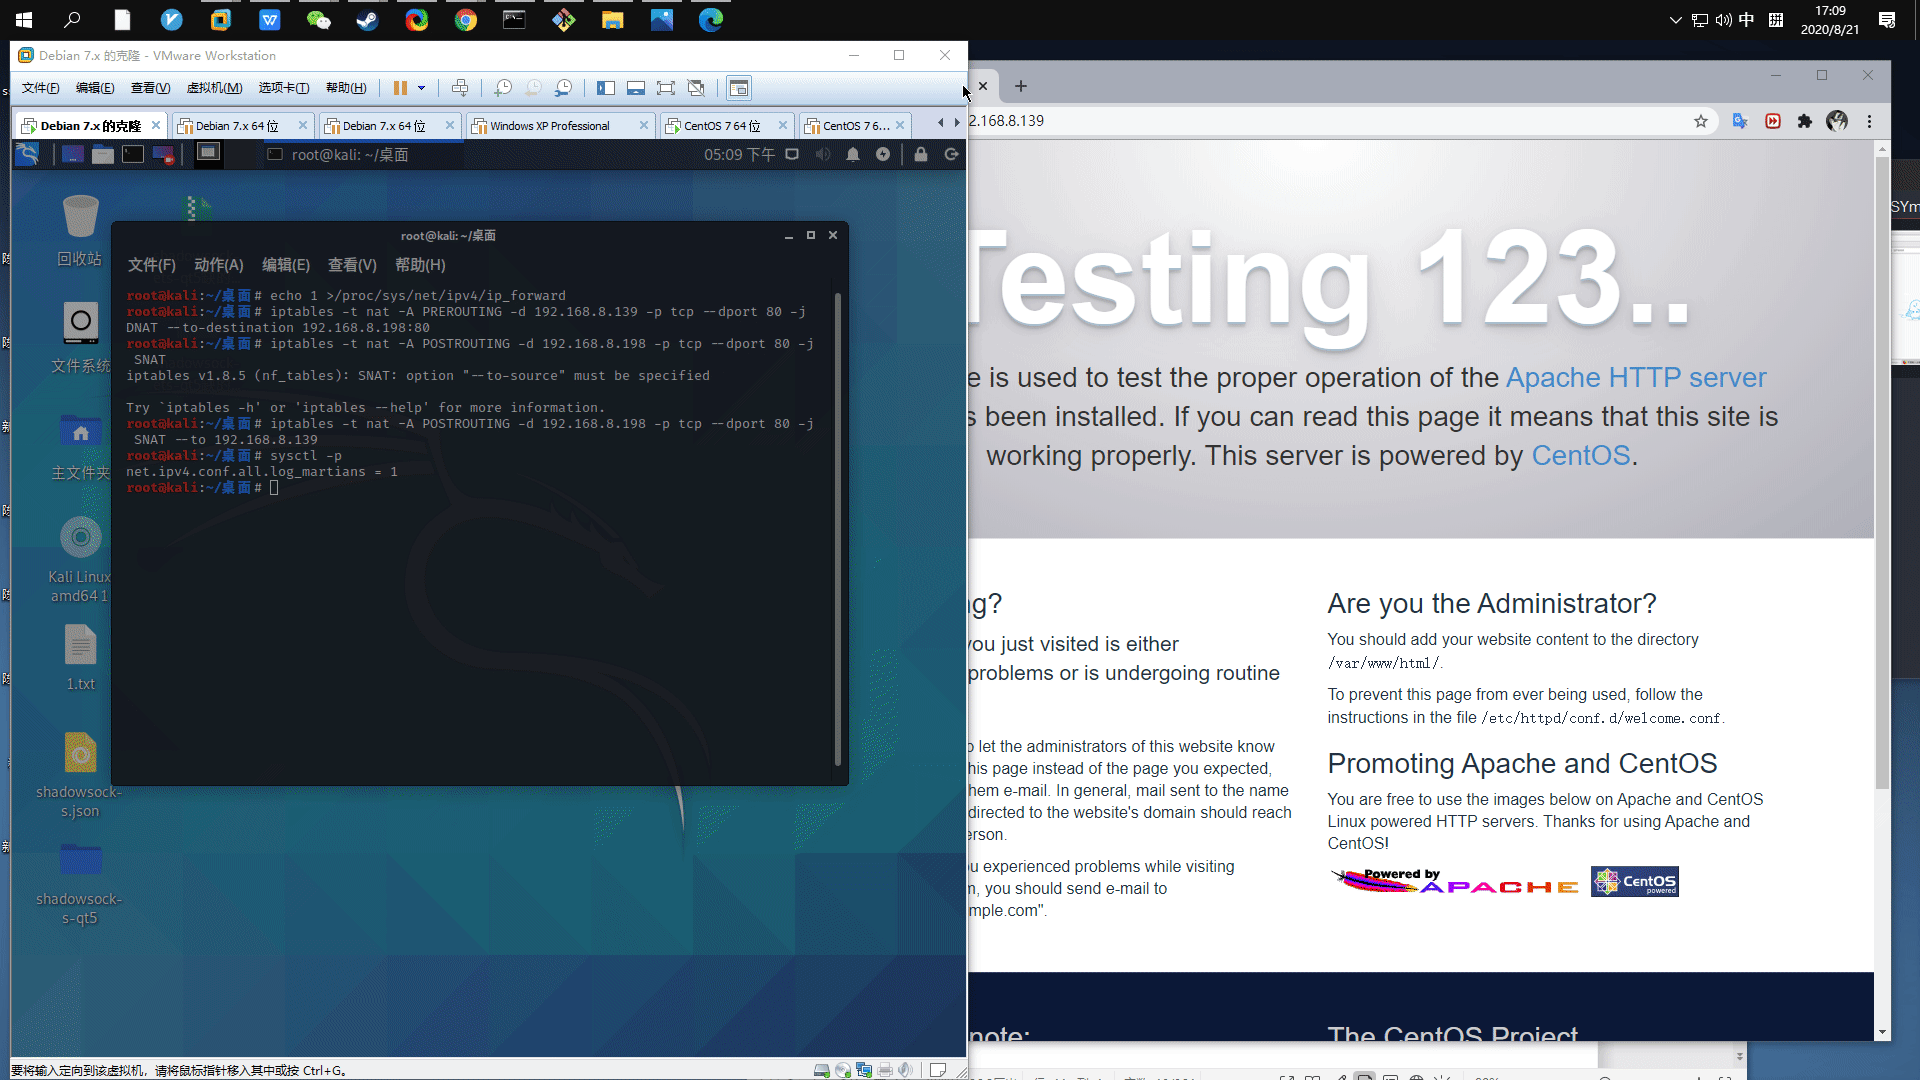 17:09
中
拼
2020/8/21
Debian 7.x 的克隆 - VMware Workstation
文件(F) 编辑(E) 查看(V) 虚拟机(M) 选项卡(T) 帮助(H)
Debian 7.x 的克隆 Debian 7.x 64 位 Debian 7.x 64 位 Windows XP Professional CentOS 7 64 位 CentOS 7 6...
root@kali: ~/桌面 05:09 下午
回收站
文件系统
主文件夹
Kali Linux
amd64 1
1.txt
shadowsock-
s.json
shadowsock-
s-qt5
root@kali: ~/桌面
文件(F) 动作(A) 编辑(E) 查看(V) 帮助(H)
root@kali:~/桌面# echo 1 >/proc/sys/net/ipv4/ip_forward
root@kali:~/桌面# iptables -t nat -A PREROUTING -d 192.168.8.139 -p tcp --dport 80 -j
DNAT --to-destination 192.168.8.198:80
root@kali:~/桌面# iptables -t nat -A POSTROUTING -d 192.168.8.198 -p tcp --dport 80 -j
SNAT
iptables v1.8.5 (nf_tables): SNAT: option "--to-source" must be specified
Try `iptables -h' or 'iptables --help' for more information.
root@kali:~/桌面# iptables -t nat -A POSTROUTING -d 192.168.8.198 -p tcp --dport 80 -j
SNAT --to 192.168.8.139
root@kali:~/桌面# sysctl -p
net.ipv4.conf.all.log_martians = 1
root@kali:~/桌面#
要将输入定向到该虚拟机，请将鼠标指针移入其中或按 Ctrl+G。
2.168.8.139
Testing 123..
e is used to test the proper operation of the Apache HTTP server
s been installed. If you can read this page it means that this site is
working properly. This server is powered by CentOS.
ng?
you just visited is either
problems or is undergoing routine
o let the administrators of this website know
his page instead of the page you expected,
hem e-mail. In general, mail sent to the name
directed to the website's domain should reach
erson.
u experienced problems while visiting
m, you should send e-mail to
mple.com".
Are you the Administrator?
You should add your website content to the directory
/var/www/html/.
To prevent this page from ever being used, follow the
instructions in the file /etc/httpd/conf.d/welcome.conf.
Promoting Apache and CentOS
You are free to use the images below on Apache and CentOS
Linux powered HTTP servers. Thanks for using Apache and
CentOS!
Powered by
APACHE
CentOS
powered
note:
The CentOS Project
SYm